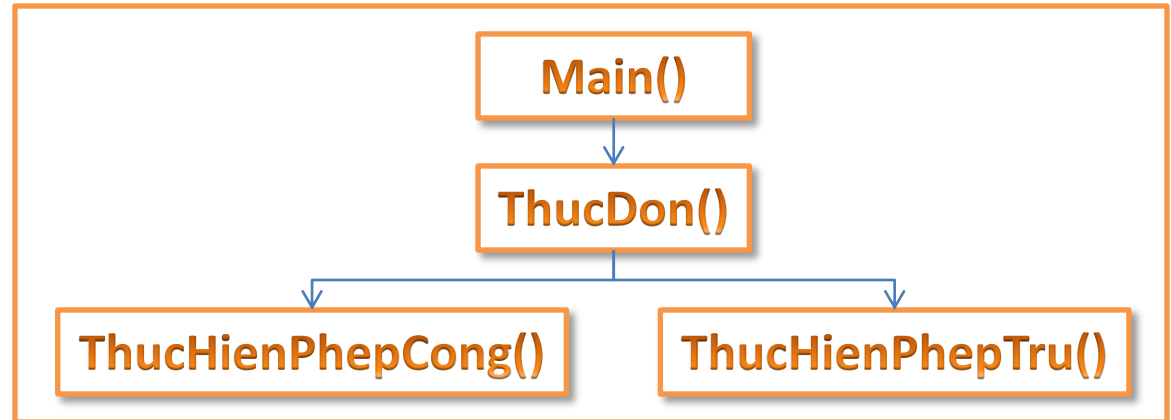 Main()
ThucDon()
ThucHienPhepCong()
ThucHienPhepTru()